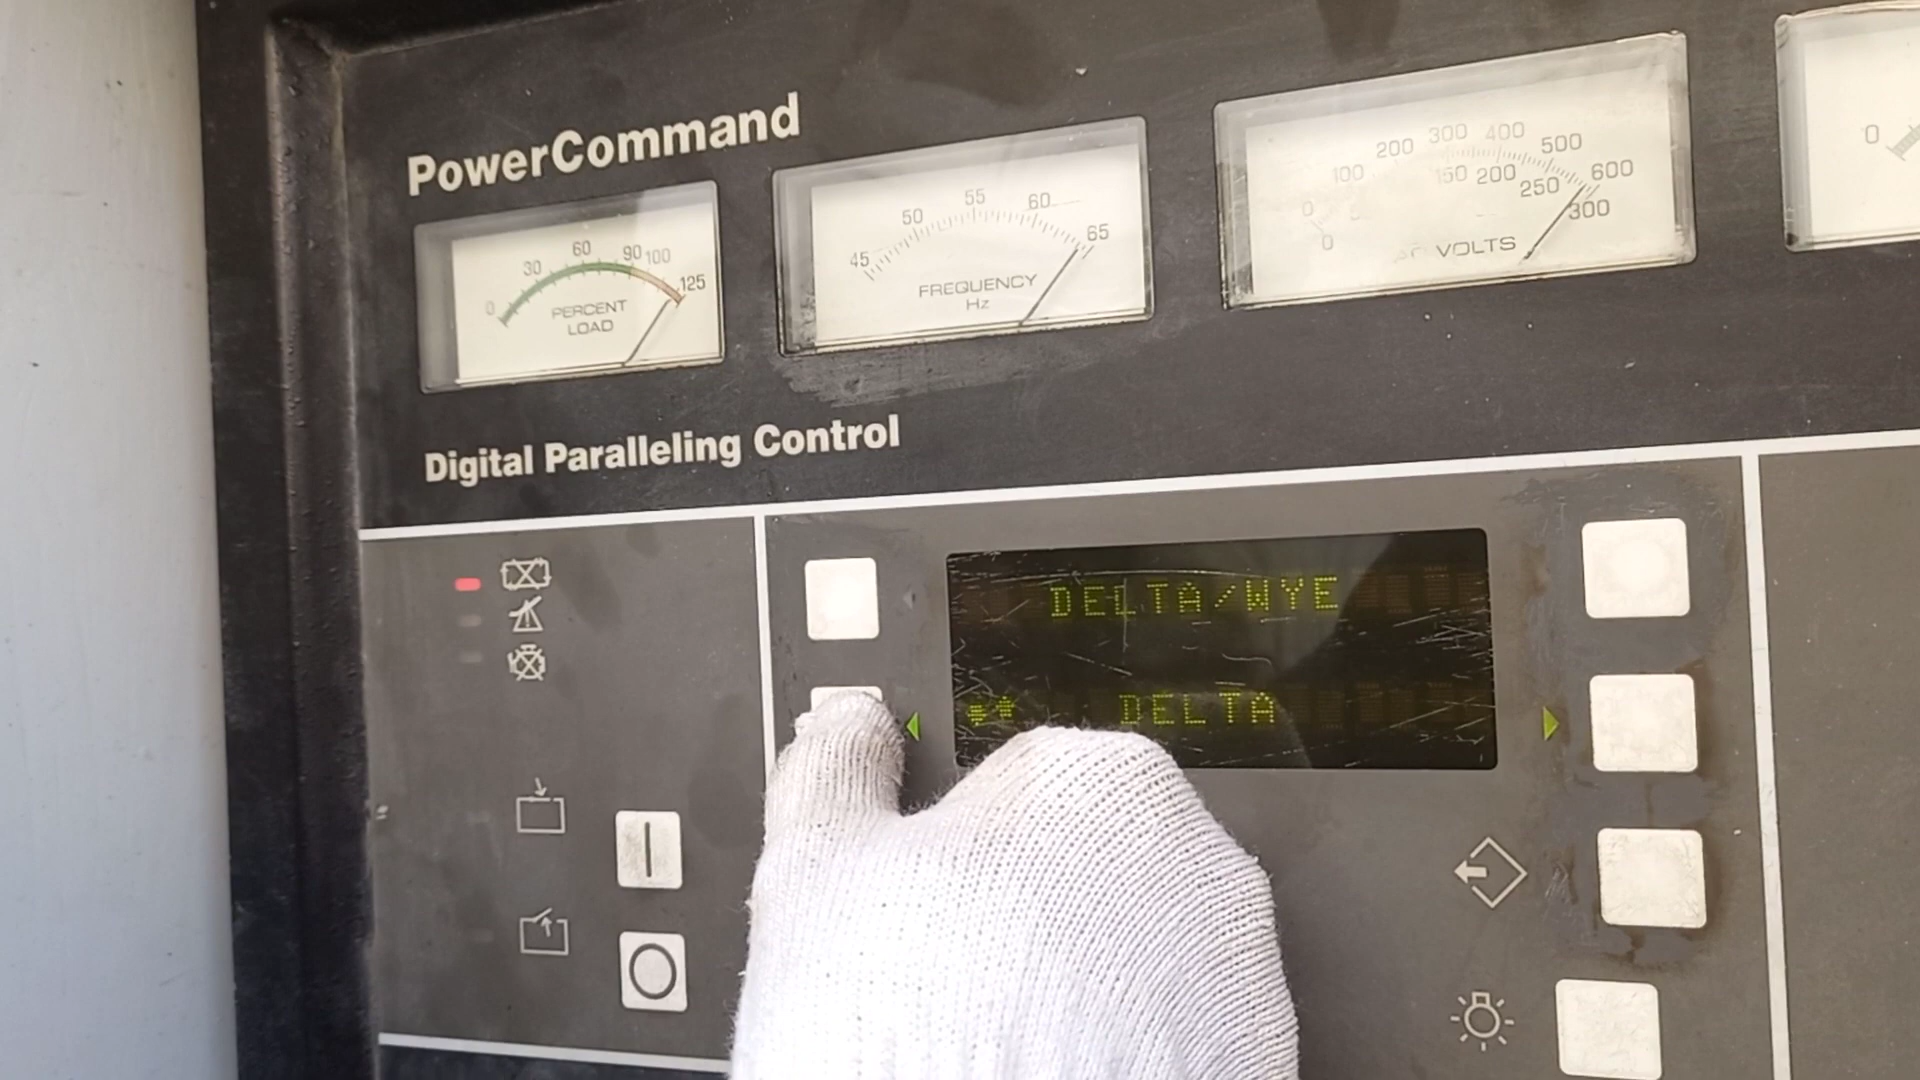 PowerCommand
0 30 60 90 100 125
PERCENT
LOAD
45 50 55 60 65
FREQUENCY
Hz
0 100 200 300 400 500 600
0 150 200 250 300
AC VOLTS
0
Digital Paralleling Control
DELTA/WYE
DELTA